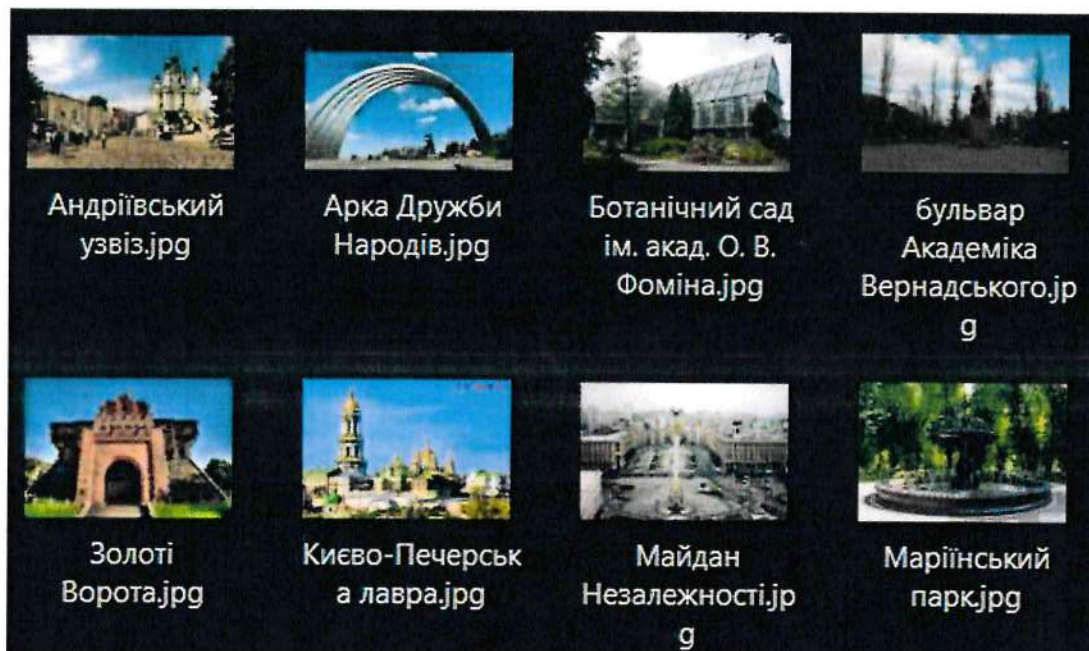 Андріївський
узвіз.jpg
Арка Дружби
Народів.jpg
Ботанічний сад
ім. акад. О. В.
Фоміна.jpg
бульвар
Академіка
Вернадського.jp
g
Золоті
Ворота.jpg
Києво-Печерськ
а лавра.jpg
Майдан
Незалежності.jp
g
Маріїнський
парк.jpg